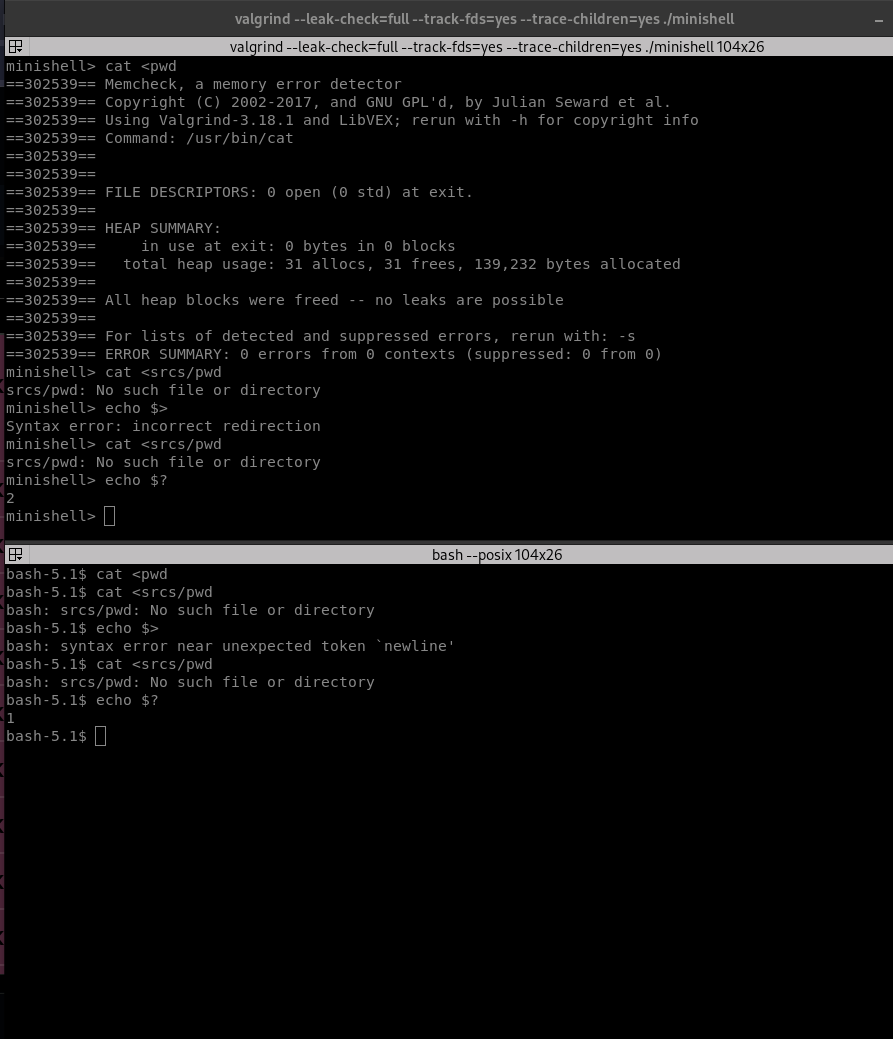 valgrind --leak-check=full --track-fds=yes --trace-children=yes ./minishell
valgrind --leak-check=full --track-fds=yes --trace-children=yes ./minishell 104x26
minishell> cat <pwd
==302539== Memcheck, a memory error detector
==302539== Copyright (C) 2002-2017, and GNU GPL'd, by Julian Seward et al.
==302539== Using Valgrind-3.18.1 and LibVEX; rerun with -h for copyright info
==302539== Command: /usr/bin/cat
==302539==
==302539==
==302539== FILE DESCRIPTORS: 0 open (0 std) at exit.
==302539==
==302539== HEAP SUMMARY:
==302539==     in use at exit: 0 bytes in 0 blocks
==302539==   total heap usage: 31 allocs, 31 frees, 139,232 bytes allocated
==302539==
==302539== All heap blocks were freed -- no leaks are possible
==302539==
==302539== For lists of detected and suppressed errors, rerun with: -s
==302539== ERROR SUMMARY: 0 errors from 0 contexts (suppressed: 0 from 0)
minishell> cat <srcs/pwd
srcs/pwd: No such file or directory
minishell> echo $>
Syntax error: incorrect redirection
minishell> cat <srcs/pwd
srcs/pwd: No such file or directory
minishell> echo $?
2
minishell>
bash --posix 104x26
bash-5.1$ cat <pwd
bash-5.1$ cat <srcs/pwd
bash: srcs/pwd: No such file or directory
bash-5.1$ echo $>
bash: syntax error near unexpected token `newline'
bash-5.1$ cat <srcs/pwd
bash: srcs/pwd: No such file or directory
bash-5.1$ echo $?
1
bash-5.1$